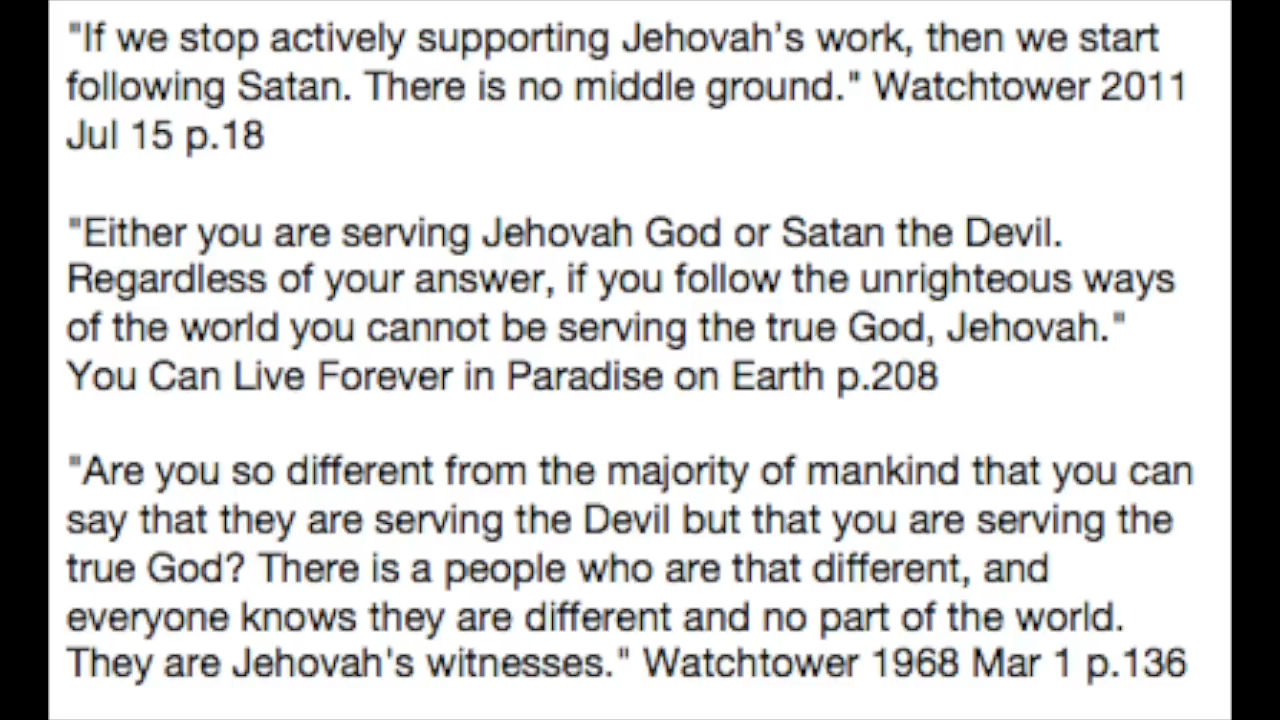 "If we stop actively supporting Jehovah's work, then we start
following Satan. There is no middle ground." Watchtower 2011
Jul 15 p.18
"Either you are serving Jehovah God or Satan the Devil.
Regardless of your answer, if you follow the unrighteous ways
of the world you cannot be serving the true God, Jehovah."
You Can Live Forever in Paradise on Earth p.208
"Are you so different from the majority of mankind that you can
say that they are serving the Devil but that you are serving the
true God? There is a people who are that different, and
everyone knows they are different and no part of the world.
They are Jehovah's witnesses." Watchtower 1968 Mar 1 p.136